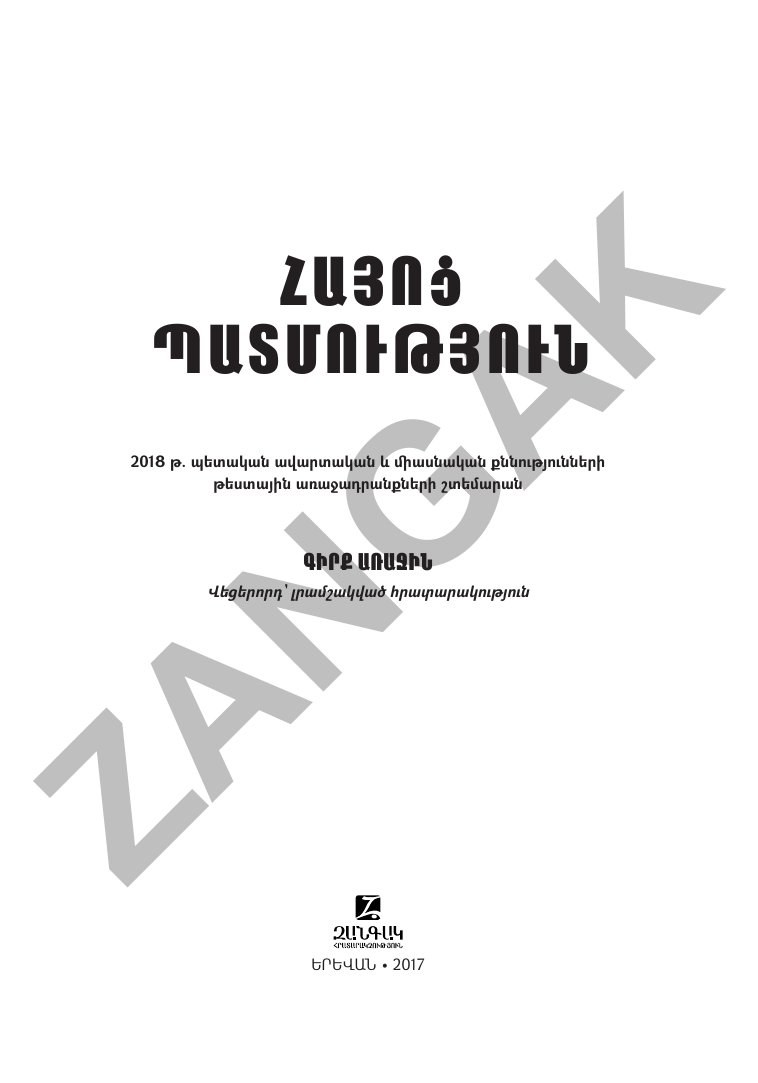 ՀԱՅՈՑ
ՊԱՏՄՈՒԹՅՈՒՆ
2018 թ. պետական ավարտական և միասնական քննությունների
թեստային առաջադրանքների շտեմարան
ԳԻՐՔ ԱՌԱՋԻՆ
Վեցերորդ՝ լրամշակված հրատարակություն
ZANGAK
ԶԱՆԳԱԿ
ՀՐԱՏԱՐԱԿՉՈՒԹՅՈՒՆ
ԵՐԵՎԱՆ • 2017